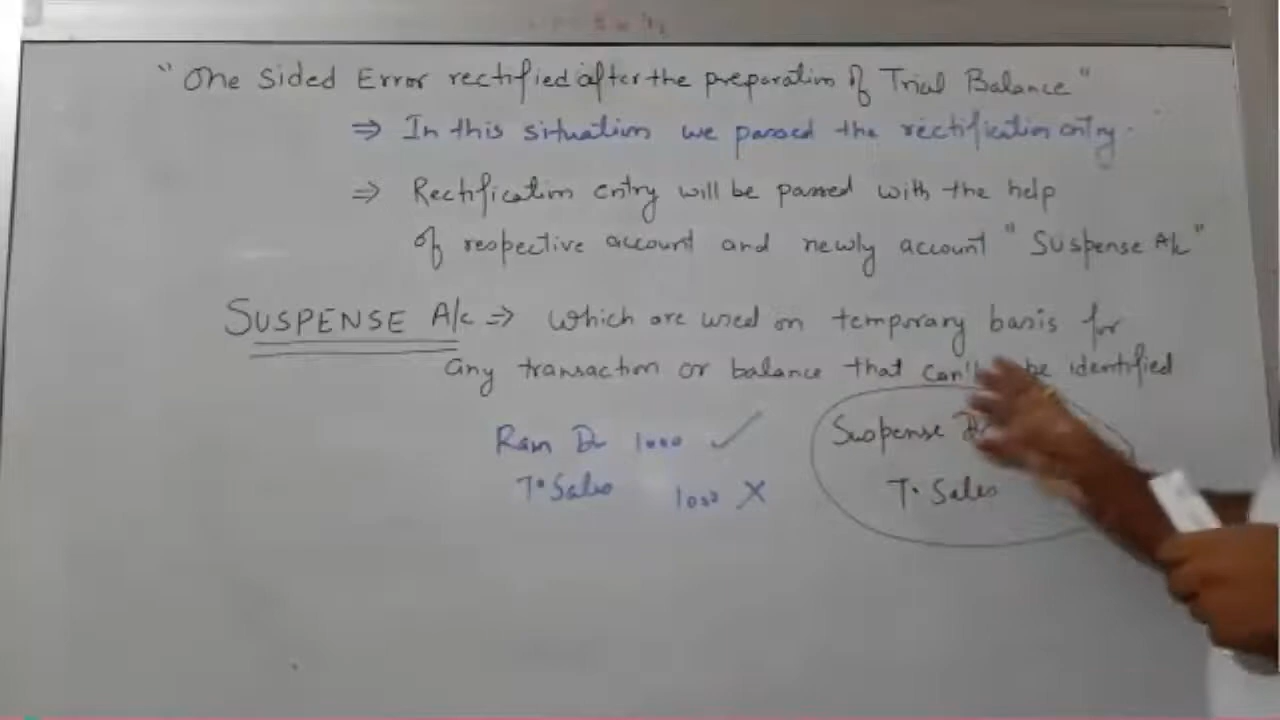 "One Sided Error rectified after the preparation of Trial Balance"
⇒ In this situation we passed the rectification entry.
⇒ Rectification entry will be passed with the help
of respective account and newly account "Suspense A/c"
SUSPENSE A/c ⇒ which are used on temporary basis for
any transaction or balance that can't be identified
Ram Dr 1000 ✓
To Sales 1000 X
Suspense
To Sales